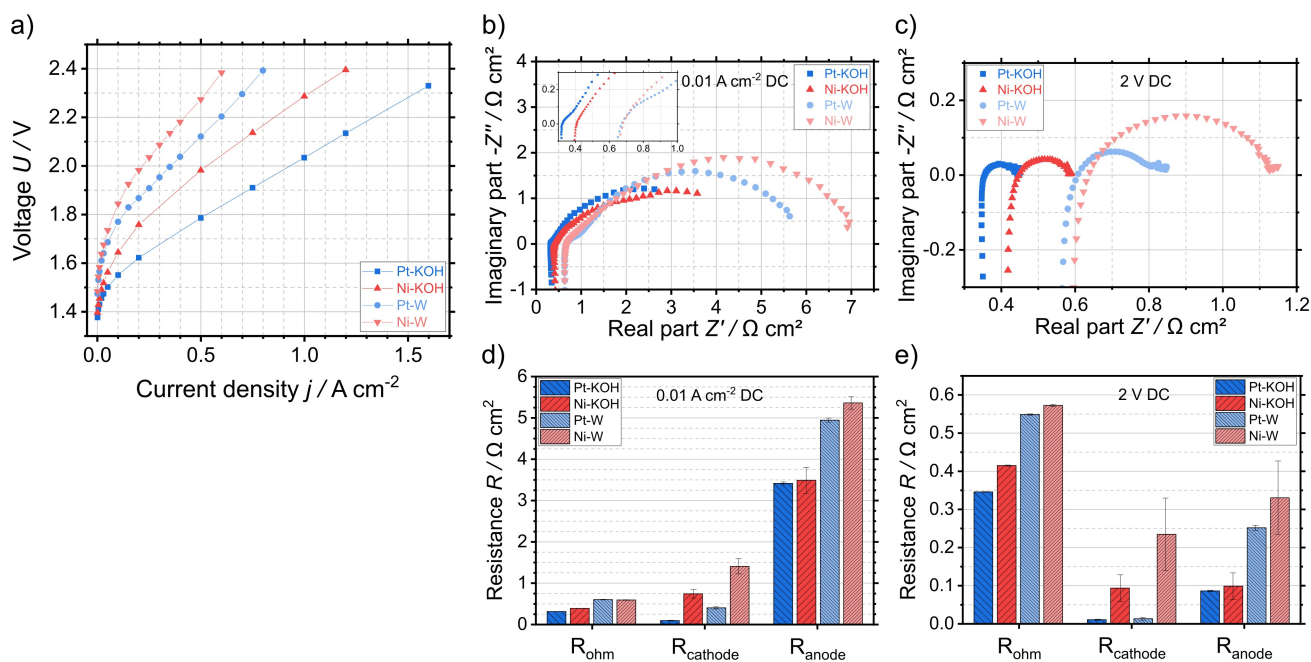 a)
Voltage U / V
2.4
2.2
2.0
1.8
1.6
1.4
Pt-KOH
Ni-KOH
Pt-W
Ni-W
0.0
0.5
1.0
1.5
Current density j / A cm⁻²
b)
Imaginary part -Z″ / Ω cm²
0.01 A cm⁻² DC
Pt-KOH
Ni-KOH
Pt-W
Ni-W
0.2
0.0
0.4
0.6
0.8
1.0
4
3
2
1
0
-1
0
1
2
3
4
5
6
7
Real part Z′ / Ω cm²
c)
Imaginary part -Z″ / Ω cm²
2 V DC
Pt-KOH
Ni-KOH
Pt-W
Ni-W
0.2
0.0
-0.2
0.4
0.6
0.8
1.0
1.2
Real part Z′ / Ω cm²
d)
Resistance R / Ω cm²
0.01 A cm⁻² DC
Pt-KOH
Ni-KOH
Pt-W
Ni-W
6
5
4
3
2
1
0
R_ohm
R_cathode
R_anode
e)
Resistance R / Ω cm²
2 V DC
Pt-KOH
Ni-KOH
Pt-W
Ni-W
0.6
0.5
0.4
0.3
0.2
0.1
0.0
R_ohm
R_cathode
R_anode